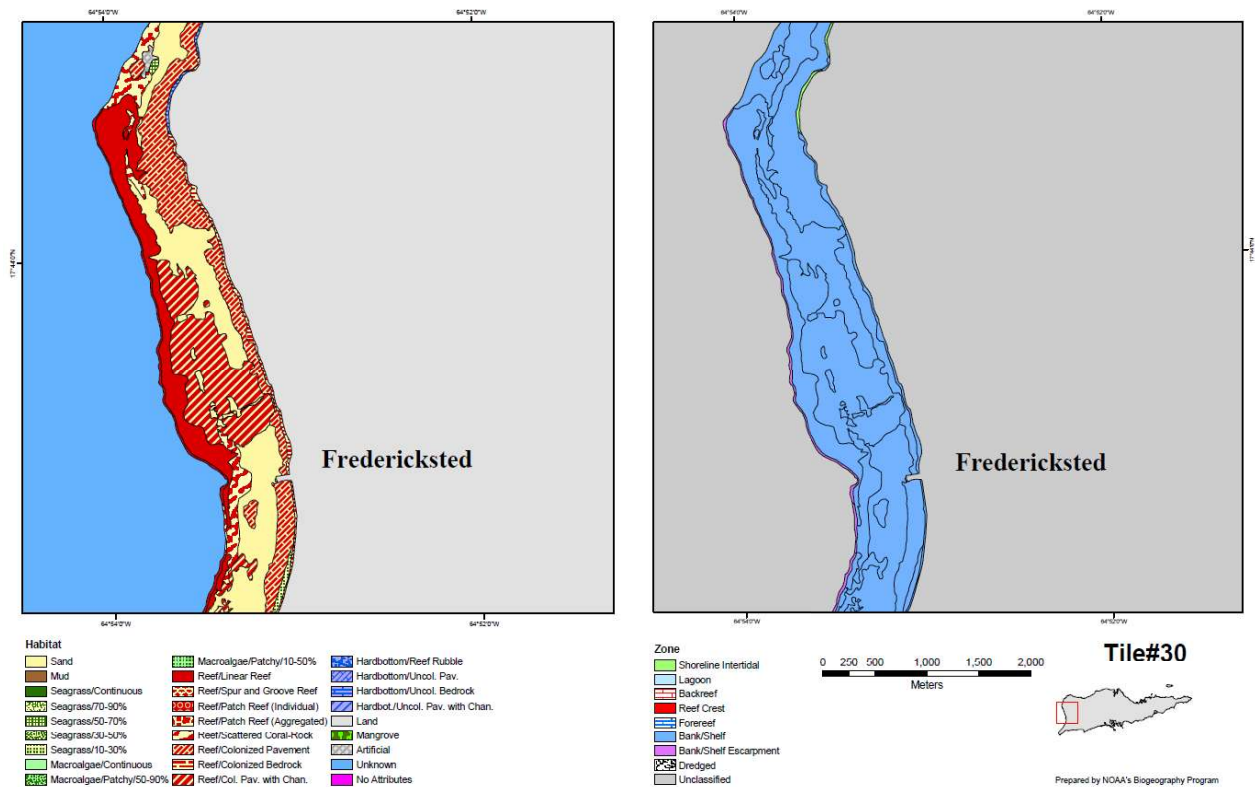 64°54'0"W
64°52'0"W
64°54'0"W
64°52'0"W
17°44'0"N
17°44'0"N
Fredericksted
Fredericksted
64°54'0"W
64°52'0"W
64°54'0"W
64°52'0"W
Habitat
Sand
Mud
Seagrass/Continuous
Seagrass/70-90%
Seagrass/50-70%
Seagrass/30-50%
Seagrass/10-30%
Macroalgae/Continuous
Macroalgae/Patchy/50-90%
Macroalgae/Patchy/10-50%
Reef/Linear Reef
Reef/Spur and Groove Reef
Reef/Patch Reef (Individual)
Reef/Patch Reef (Aggregated)
Reef/Scattered Coral-Rock
Reef/Colonized Pavement
Reef/Colonized Bedrock
Reef/Col. Pav. with Chan.
Hardbottom/Reef Rubble
Hardbottom/Uncol. Pav.
Hardbottom/Uncol. Bedrock
Hardbot./Uncol. Pav. with Chan.
Land
Mangrove
Artificial
Unknown
No Attributes
Zone
Shoreline Intertidal
Lagoon
Backreef
Reef Crest
Forereef
Bank/Shelf
Bank/Shelf Escarpment
Dredged
Unclassified
0 250 500 1,000 1,500 2,000
Meters
Tile#30
Prepared by NOAA's Biogeography Program